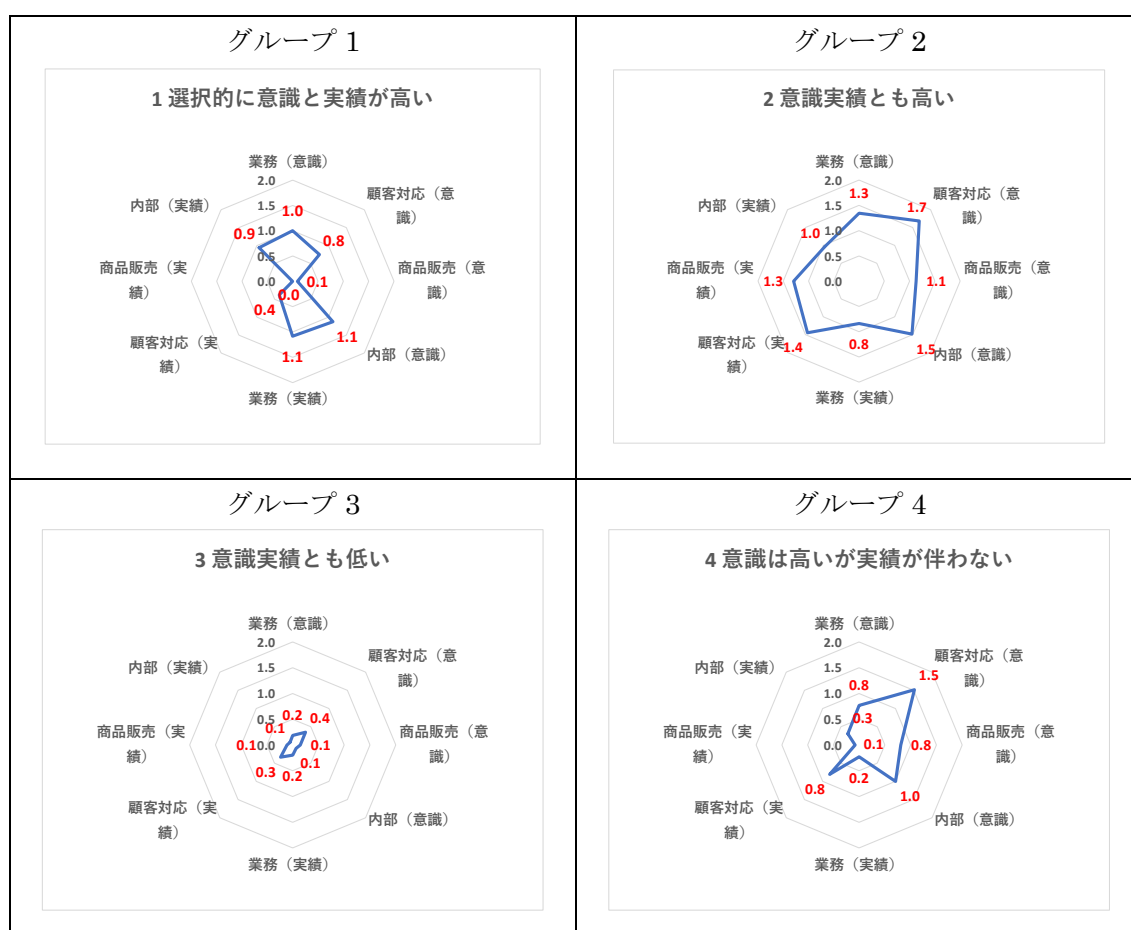 グループ 1
1 選択的に意識と実績が高い
業務（意識）
2.0
顧客対応（意
識）
1.5
内部（実績）
1.0
1.0
0.9
0.8
商品販売（実
績）
0.5
商品販売（意
識）
0.0
0.1
0.0
0.4
顧客対応（実
績）
1.1
内部（意識）
1.1
業務（実績）
グループ 2
2 意識実績とも高い
業務（意識）
2.0
顧客対応（意
識）
1.3
1.7
1.5
内部（実績）
1.0
1.0
商品販売（実
績）
0.5
商品販売（意
識）
1.3
0.0
1.1
顧客対応（実
績）
1.4
0.8
1.5
内部（意識）
業務（実績）
グループ 3
3 意識実績とも低い
業務（意識）
2.0
顧客対応（意
識）
1.5
内部（実績）
1.0
0.5
0.2
0.4
0.1
商品販売（実
績）
商品販売（意
識）
0.1
0.0
0.1
0.1
0.3
0.2
顧客対応（実
績）
内部（意識）
業務（実績）
グループ 4
4 意識は高いが実績が伴わない
業務（意識）
2.0
顧客対応（意
識）
1.5
1.5
内部（実績）
1.0
0.8
0.5
0.3
商品販売（実
績）
商品販売（意
識）
0.0
0.1
0.8
0.8
0.2
1.0
顧客対応（実
績）
内部（意識）
業務（実績）